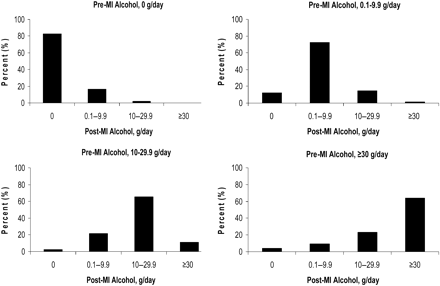 Pre-MI Alcohol, 0 g/day
Percent (%)
100
80
60
40
20
0
0 0.1–9.9 10–29.9 ≥30
Post-MI Alcohol, g/day
Pre-MI Alcohol, 0.1-9.9 g/day
Percent (%)
100
80
60
40
20
0
0 0.1–9.9 10–29.9 ≥30
Post-MI Alcohol, g/day
Pre-MI Alcohol, 10-29.9 g/day
Percent (%)
100
80
60
40
20
0
0 0.1–9.9 10–29.9 ≥30
Post-MI Alcohol, g/day
Pre-MI Alcohol, ≥30 g/day
Percent (%)
100
80
60
40
20
0
0 0.1–9.9 10–29.9 ≥30
Post-MI Alcohol, g/day